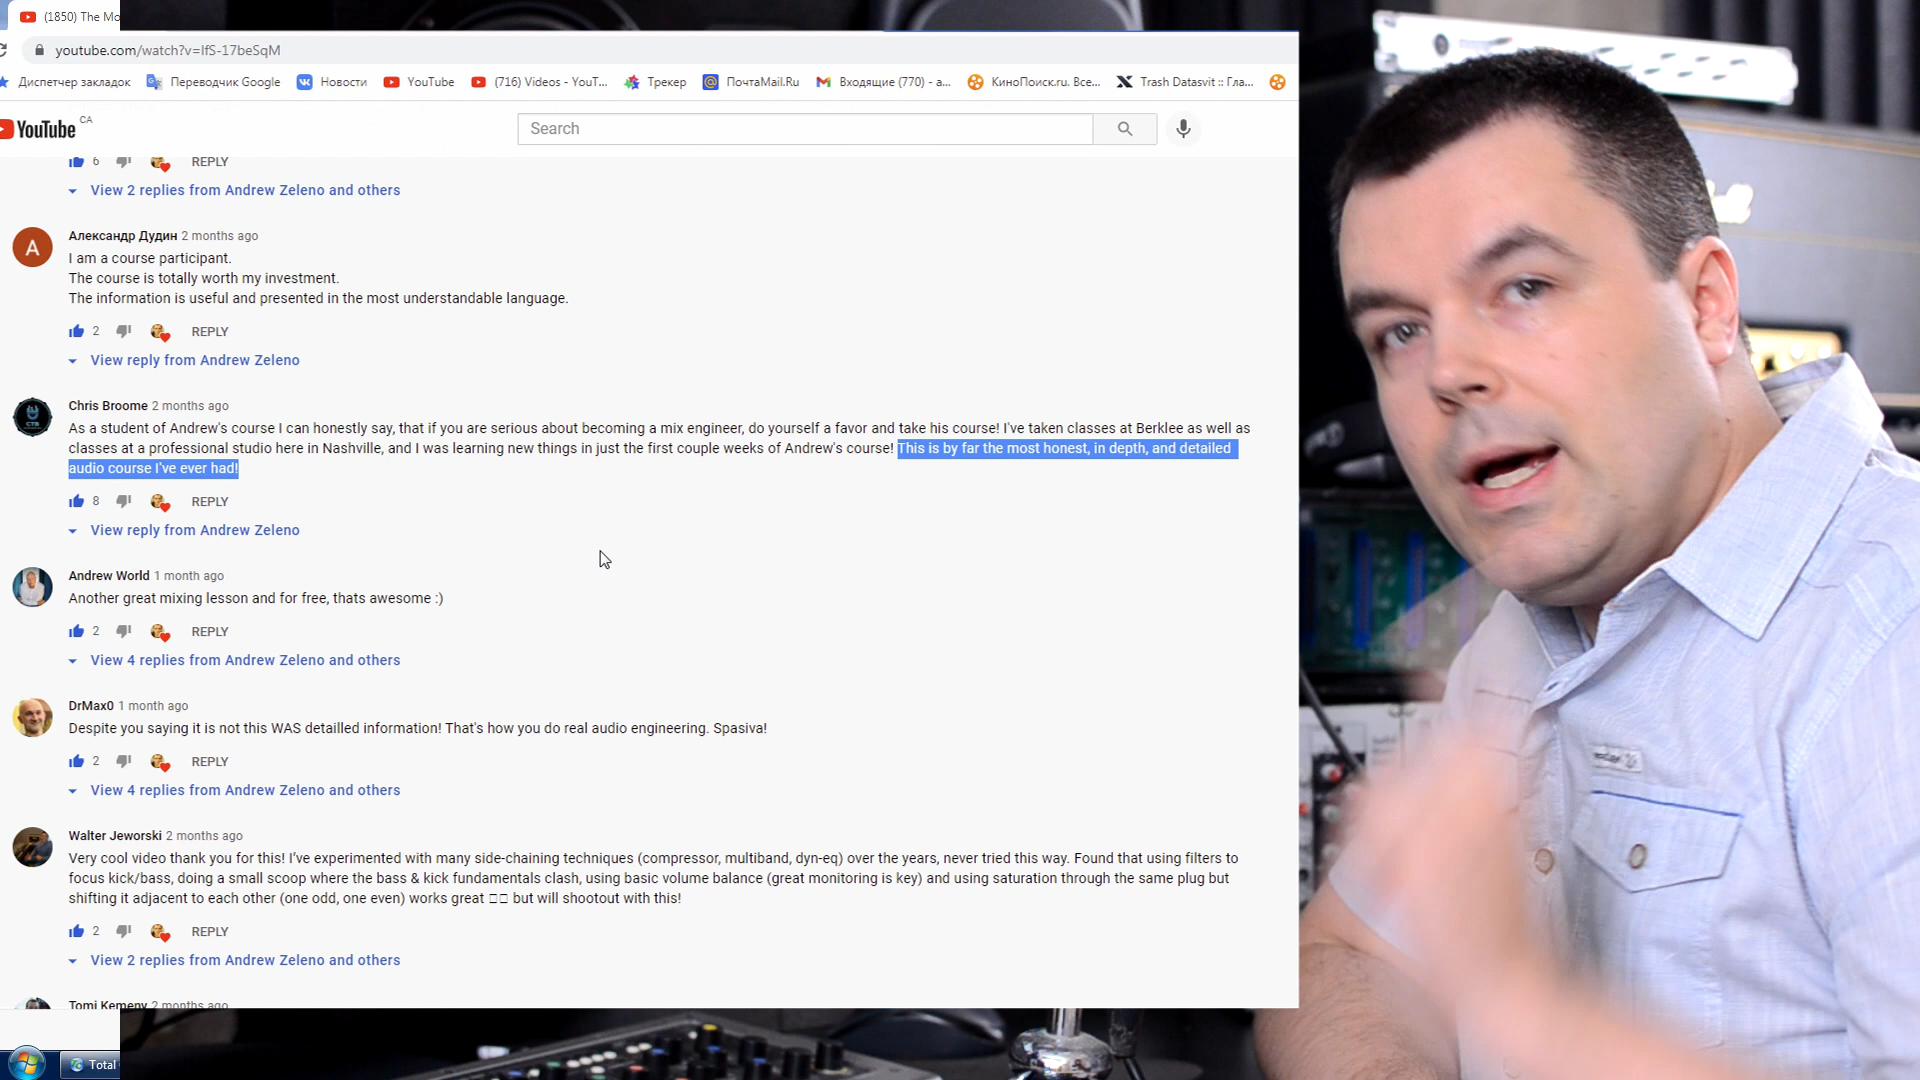 (1850) The Mo
youtube.com/watch?v=IfS-17beSqM
Диспетчер закладок Переводчик Google Новости YouTube (716) Videos - YouT... Трекер ПочтаMail.Ru Входящие (770) - a... КиноПоиск.ru. Все... Trash Datasvit :: Гла...
YouTube CA
Search
6 REPLY
View 2 replies from Andrew Zeleno and others
A
Александр Дудин 2 months ago
I am a course participant.
The course is totally worth my investment.
The information is useful and presented in the most understandable language.
2 REPLY
View reply from Andrew Zeleno
Chris Broome 2 months ago
As a student of Andrew's course I can honestly say, that if you are serious about becoming a mix engineer, do yourself a favor and take his course! I've taken classes at Berklee as well as
classes at a professional studio here in Nashville, and I was learning new things in just the first couple weeks of Andrew's course! This is by far the most honest, in depth, and detailed
audio course I've ever had!
8 REPLY
View reply from Andrew Zeleno
Andrew World 1 month ago
Another great mixing lesson and for free, thats awesome :)
2 REPLY
View 4 replies from Andrew Zeleno and others
DrMax0 1 month ago
Despite you saying it is not this WAS detailled information! That's how you do real audio engineering. Spasiva!
2 REPLY
View 4 replies from Andrew Zeleno and others
Walter Jeworski 2 months ago
Very cool video thank you for this! I've experimented with many side-chaining techniques (compressor, multiband, dyn-eq) over the years, never tried this way. Found that using filters to
focus kick/bass, doing a small scoop where the bass & kick fundamentals clash, using basic volume balance (great monitoring is key) and using saturation through the same plug but
shifting it adjacent to each other (one odd, one even) works great □□ but will shootout with this!
2 REPLY
View 2 replies from Andrew Zeleno and others
Tomi Kemeny 2 months ago
Total